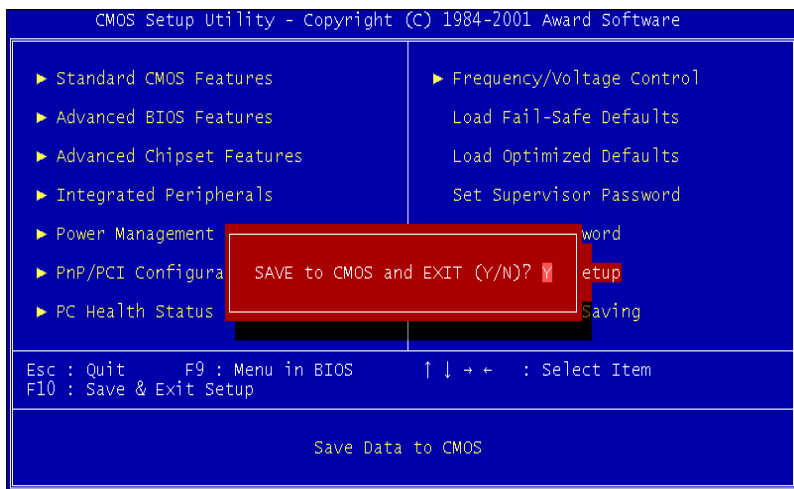 CMOS Setup Utility - Copyright (C) 1984-2001 Award Software
► Standard CMOS Features
► Advanced BIOS Features
► Advanced Chipset Features
► Integrated Peripherals
► Power Management
► PnP/PCI Configura
► PC Health Status
► Frequency/Voltage Control
Load Fail-Safe Defaults
Load Optimized Defaults
Set Supervisor Password
word
etup
Saving
SAVE to CMOS and EXIT (Y/N)? Y
Esc : Quit F9 : Menu in BIOS ↑ ↓ → ← : Select Item
F10 : Save & Exit Setup
Save Data to CMOS